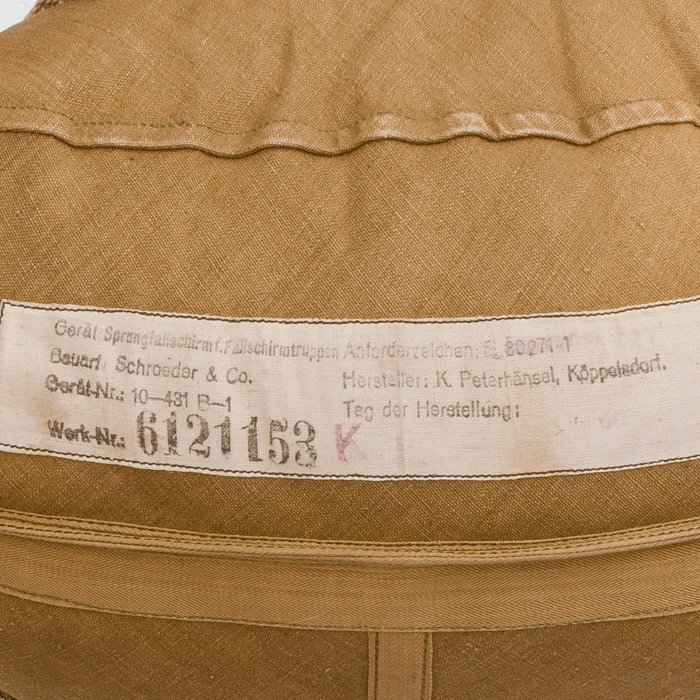 Gerät: Sprungfallschirm f. Fallschirmtruppen
Bauart: Schroeder & Co.
Gerät-Nr.: 10—431 B—1
Werk-Nr.: 6121153 K
Anforderzeichen: FL 30274-1
Hersteller: K. Peterhänsel, Köppelsdorf.
Tag der Herstellung: